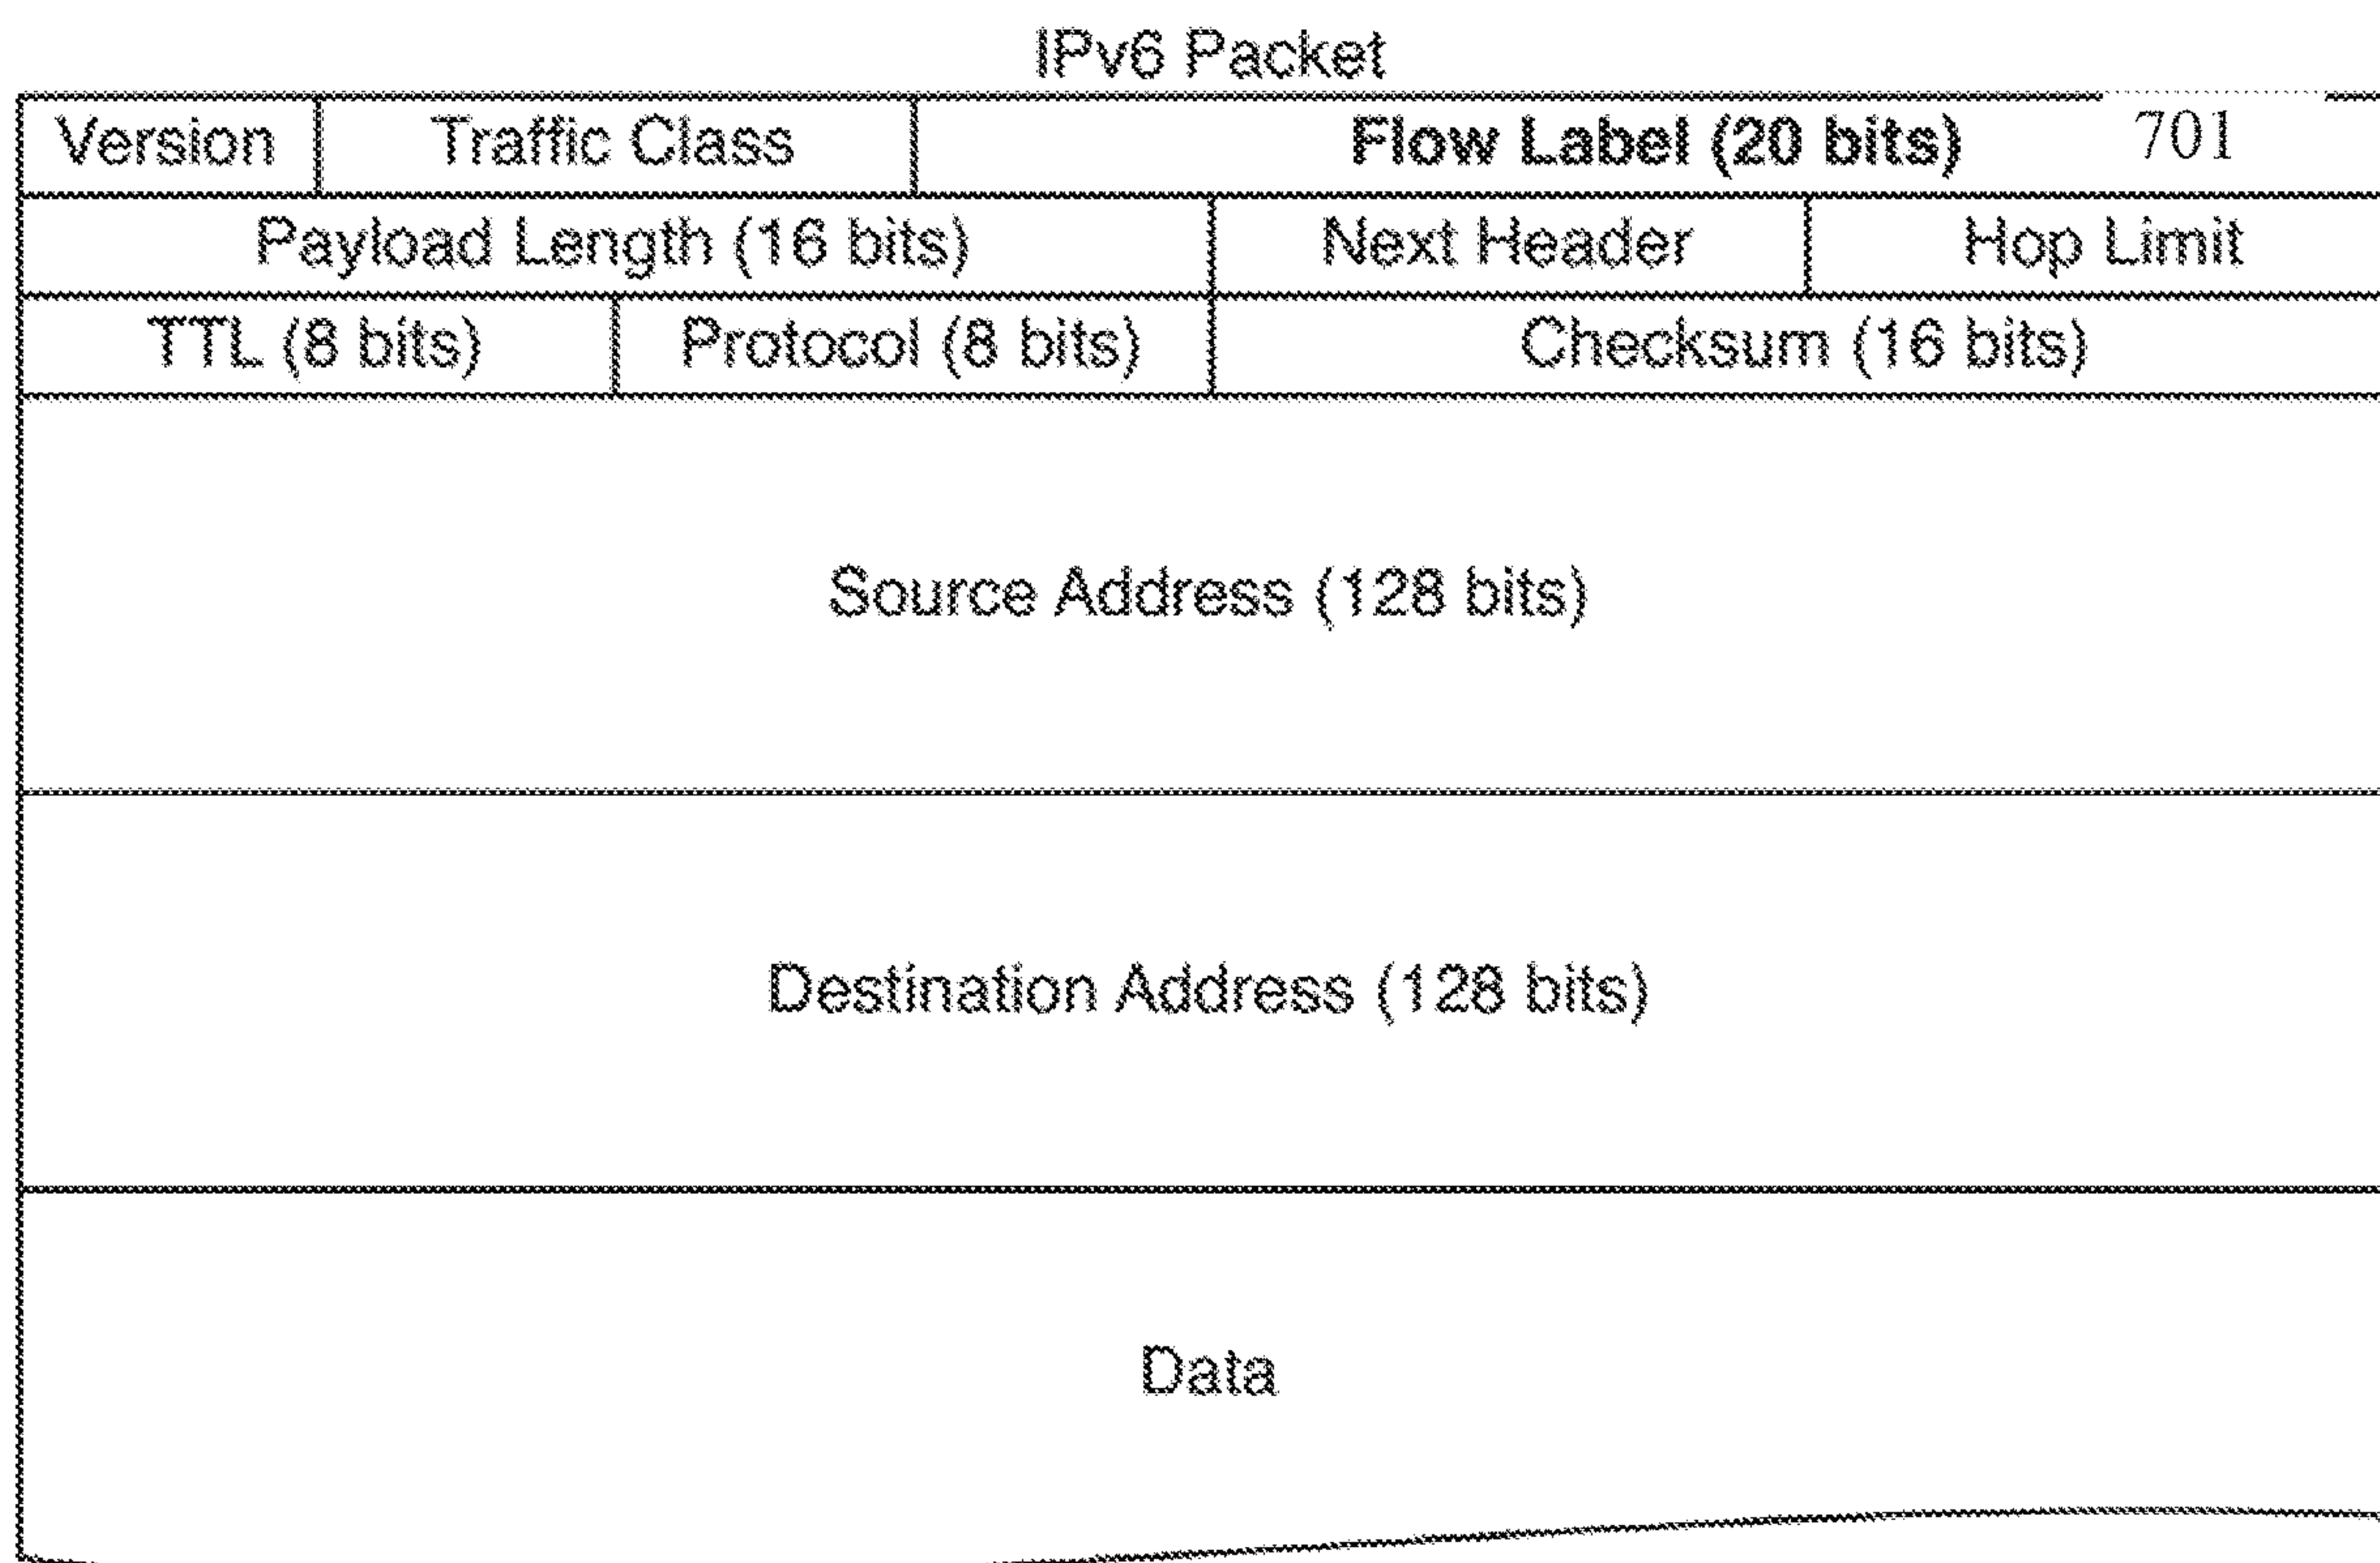 IPv6 Packet
Version Traffic Class Flow Label (20 bits) 701
Payload Length (16 bits) Next Header Hop Limit
TTL (8 bits) Protocol (8 bits) Checksum (16 bits)
Source Address (128 bits)
Destination Address (128 bits)
Data